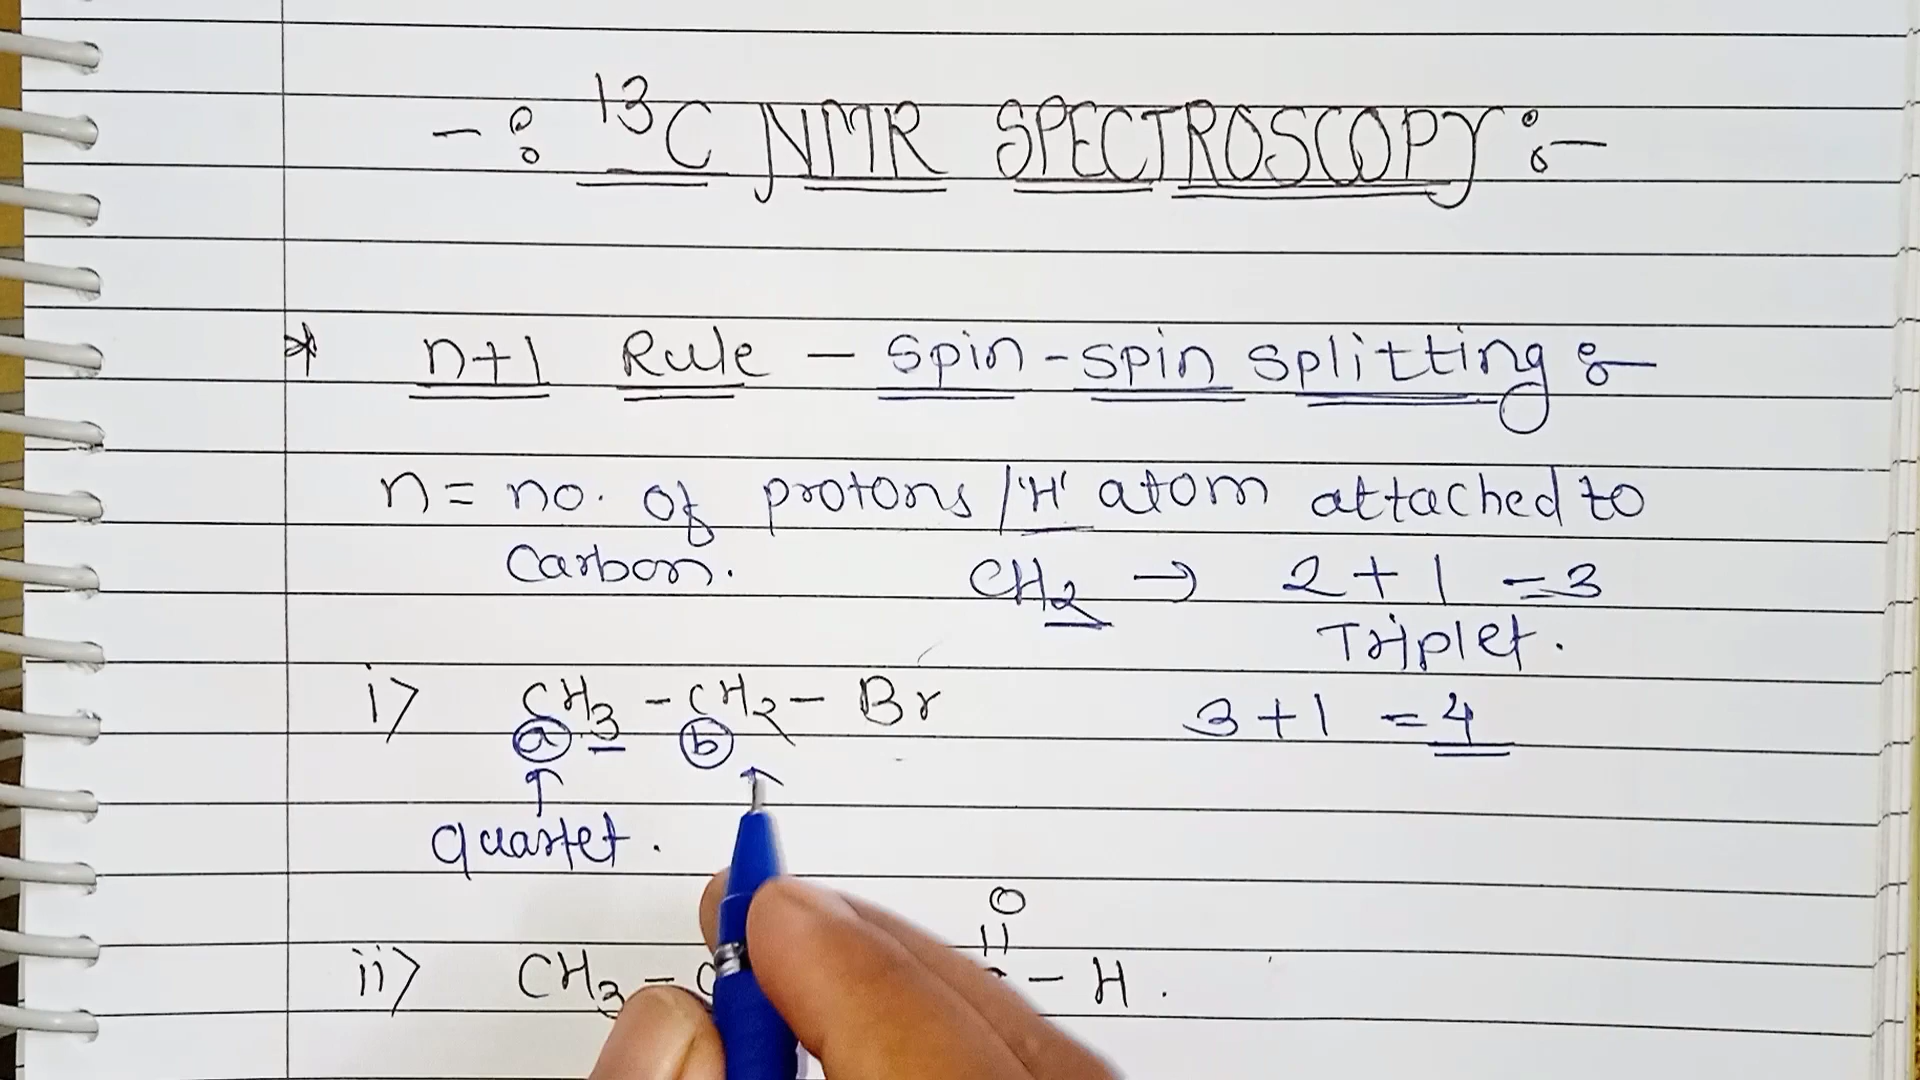 -: ¹³C NMR SPECTROSCOPY :-
* n+1 Rule - Spin-spin splitting :-
n = no. of protons /'H' atom attached to
Carbon. CH₂ → 2 + 1 = 3
Triplet.
i) CH₃ - CH₂ - Br 3 + 1 = 4
a b
↑ ↑
quartet.
O
||
ii) CH₃ - - H.